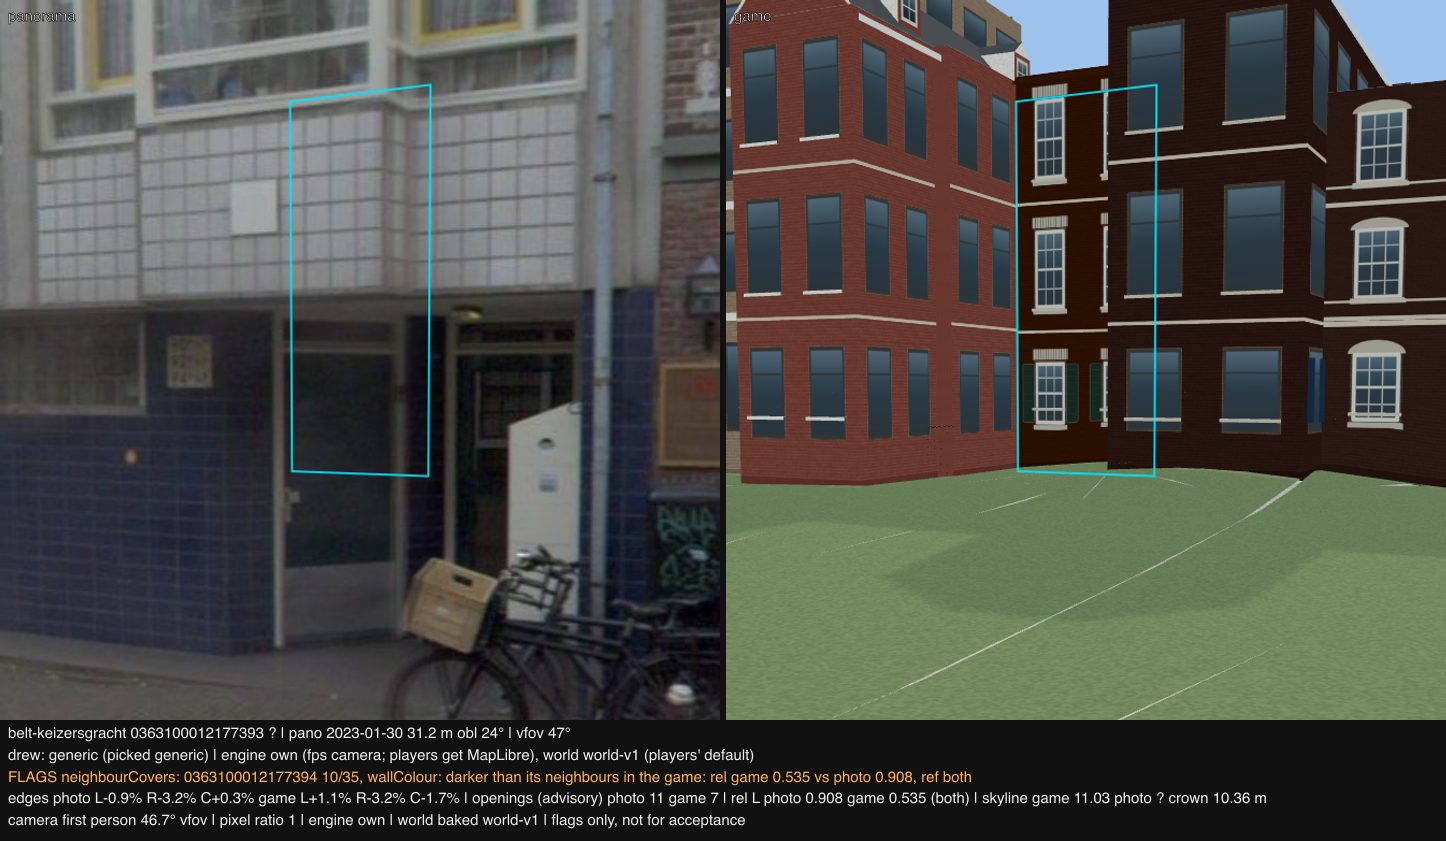 panorama
game
belt-keizersgracht 0363100012177393 ? | pano 2023-01-30 31.2 m obl 24° | vfov 47°
drew: generic (picked generic) | engine own (fps camera; players get MapLibre), world world-v1 (players' default)
FLAGS neighbourCovers: 0363100012177394 10/35, wallColour: darker than its neighbours in the game: rel game 0.535 vs photo 0.908, ref both
edges photo L-0.9% R-3.2% C+0.3% game L+1.1% R-3.2% C-1.7% | openings (advisory) photo 11 game 7 | rel L photo 0.908 game 0.535 (both) | skyline game 11.03 photo ? crown 10.36 m
camera first person 46.7° vfov | pixel ratio 1 | engine own | world baked world-v1 | flags only, not for acceptance